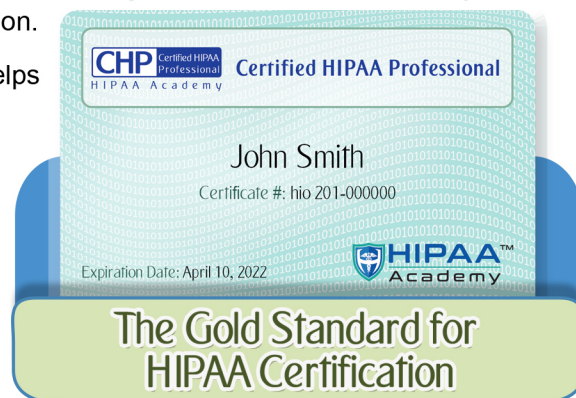 on.
elps
CHP Certified HIPAA
Professional
HIPAA Academy
Certified HIPAA Professional
John Smith
Certificate #: hio 201-000000
Expiration Date: April 10, 2022
HIPAA™
Academy
The Gold Standard for
HIPAA Certification